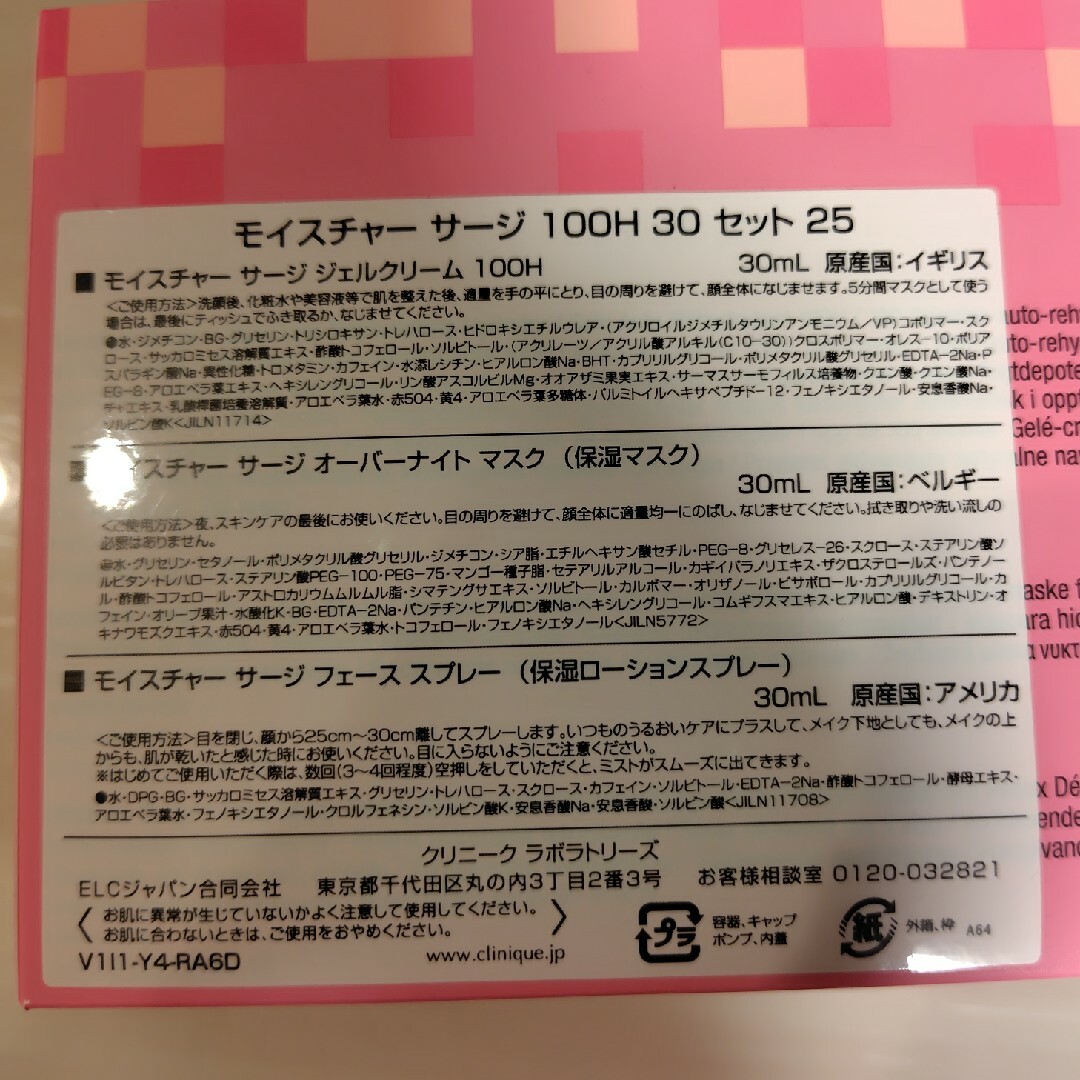 モイスチャー サージ 100H 30 セット 25
■ モイスチャー サージ ジェルクリーム 100H 30mL 原産国：イギリス
＜ご使用方法＞洗顔後、化粧水や美容液等で肌を整えた後、適量を手の平にとり、目の周りを避けて、顔全体になじませます。5分間マスクとして使う
場合は、最後にティッシュでふき取るか、なじませてください。
●水・ジメチコン・BG・グリセリン・トリシロキサン・トレハロース・ヒドロキシエチルウレア・（アクリロイルジメチルタウリンアンモニウム／VP）コポリマー・スク
ロース・サッカロミセス溶解質エキス・酢酸トコフェロール・ソルビトール・（アクリレーツ／アクリル酸アルキル(C10-30)）クロスポリマー・オレス-10・ポリア
スパラギン酸Na・異性化糖・トロメタミン・カフェイン・水添レシチン・ヒアルロン酸Na・BHT・カプリリルグリコール・ポリメタクリル酸グリセリル・EDTA-2Na・P
EG-8・アロエベラ葉エキス・ヘキシレングリコール・リン酸アスコルビルMg・オオアザミ果実エキス・サーマスサーモフィルス培養物・クエン酸・クエン酸Na・
チャエキス・乳酸桿菌培養溶解質・アロエベラ葉水・赤504・黄4・アロエベラ葉多糖体・パルミトイルヘキサペプチド-12・フェノキシエタノール・安息香酸Na・
ソルビン酸K<JILN11714>
イスチャー サージ オーバーナイト マスク （保湿マスク）
30mL 原産国：ベルギー
＜ご使用方法＞夜、スキンケアの最後にお使いください。目の周りを避けて、顔全体に適量均一にのばし、なじませてください。拭き取りや洗い流しの
必要はありません。
●水・グリセリン・セタノール・ポリメタクリル酸グリセリル・ジメチコン・シア脂・エチルヘキサン酸セチル・PEG-8・グリセレス-26・スクロース・ステアリン酸ソ
ルビタン・トレハロース・ステアリン酸PEG-100・PEG-75・マンゴー種子脂・セテアリルアルコール・カギイバラノリエキス・ザクロステロールズ・パンテノー
ル・酢酸トコフェロール・アストロカリウムムルムル脂・シマテングサエキス・ソルビトール・カルボマー・オリザノール・ビサボロール・カプリリルグリコール・カ
フェイン・オリーブ果汁・水酸化K・BG・EDTA-2Na・パンテチン・ヒアルロン酸Na・ヘキシレングリコール・コムギフスマエキス・ヒアルロン酸・デキストリン・オ
キナワモズクエキス・赤504・黄4・アロエベラ葉水・トコフェロール・フェノキシエタノール<JILN5772>
■ モイスチャー サージ フェース スプレー （保湿ローションスプレー）
30mL 原産国：アメリカ
＜ご使用方法＞目を閉じ、顔から25cm～30cm離してスプレーします。いつものうるおいケアにプラスして、メイク下地としても、メイクの上
からも、肌が乾いたと感じた時にお使いください。目に入らないようにご注意ください。
※はじめてご使用いただく際は、数回（3～4回程度）空押しをしていただくと、ミストがスムーズに出てきます。
●水・DPG・BG・サッカロミセス溶解質エキス・グリセリン・トレハロース・スクロース・カフェイン・ソルビトール・EDTA-2Na・酢酸トコフェロール・酵母エキス・
アロエベラ葉水・フェノキシエタノール・クロルフェネシン・ソルビン酸K・安息香酸Na・安息香酸・ソルビン酸<JILN11708>
クリニーク ラボラトリーズ
ELCジャパン合同会社 東京都千代田区丸の内3丁目2番3号 お客様相談室 0120-032821
お肌に異常が生じていないかよく注意して使用してください。
お肌に合わないときは、ご使用をおやめください。
V1I1-Y4-RA6D www.clinique.jp
プラ 容器、キャップ
ポンプ、内蓋
紙 外箱、枠 A64
auto-reh
uto-rehy
rtdepote
k i oppt
Gelé-cr
alne na
aske f
ara hic
νυκτ
x Dé
ende
vanc